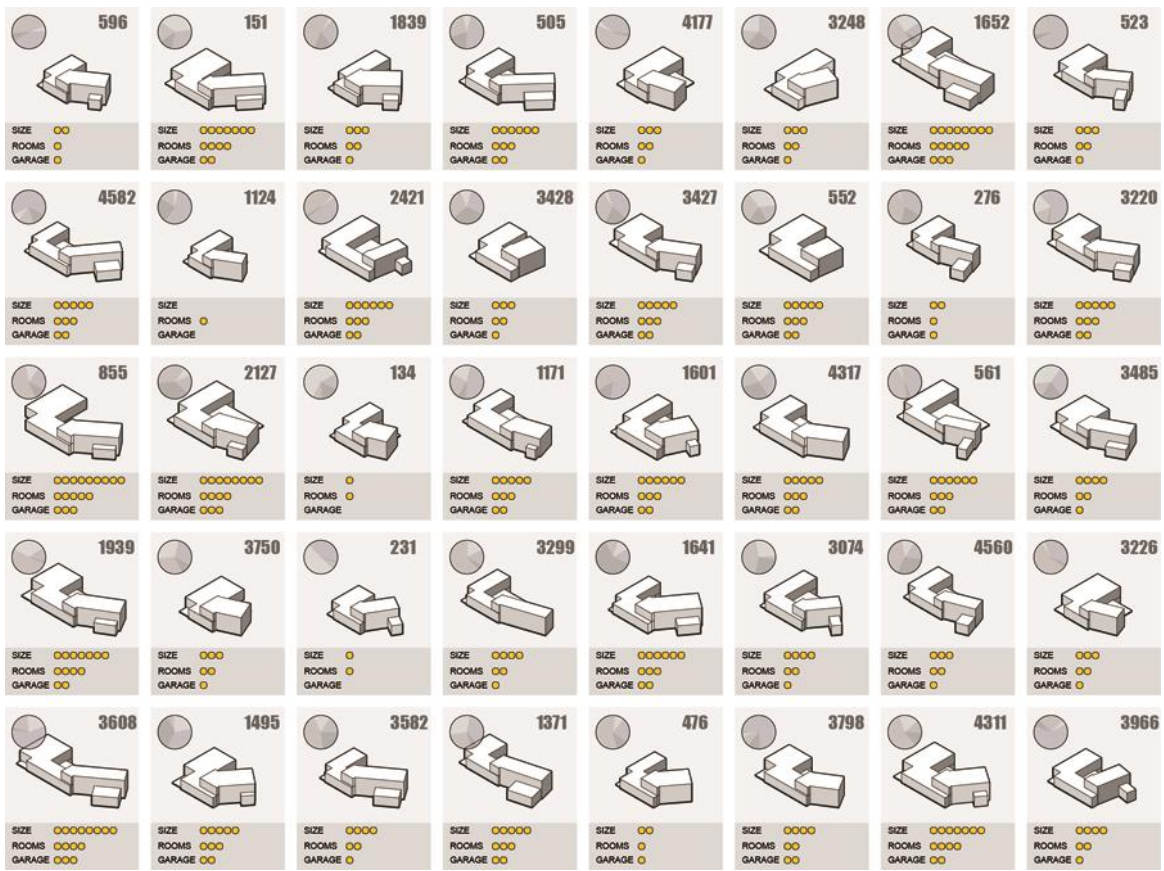 596 151 1839 505 4177 3248 1652 523
SIZE SIZE SIZE SIZE SIZE SIZE SIZE SIZE
ROOMS ROOMS ROOMS ROOMS ROOMS ROOMS ROOMS ROOMS
GARAGE GARAGE GARAGE GARAGE GARAGE GARAGE GARAGE GARAGE
4582 1124 2421 3428 3427 552 276 3220
SIZE SIZE SIZE SIZE SIZE SIZE SIZE SIZE
ROOMS ROOMS ROOMS ROOMS ROOMS ROOMS ROOMS ROOMS
GARAGE GARAGE GARAGE GARAGE GARAGE GARAGE GARAGE GARAGE
855 2127 134 1171 1601 4317 561 3485
SIZE SIZE SIZE SIZE SIZE SIZE SIZE SIZE
ROOMS ROOMS ROOMS ROOMS ROOMS ROOMS ROOMS ROOMS
GARAGE GARAGE GARAGE GARAGE GARAGE GARAGE GARAGE GARAGE
1939 3750 231 3299 1641 3074 4560 3226
SIZE SIZE SIZE SIZE SIZE SIZE SIZE SIZE
ROOMS ROOMS ROOMS ROOMS ROOMS ROOMS ROOMS ROOMS
GARAGE GARAGE GARAGE GARAGE GARAGE GARAGE GARAGE GARAGE
3608 1495 3582 1371 476 3798 4311 3966
SIZE SIZE SIZE SIZE SIZE SIZE SIZE SIZE
ROOMS ROOMS ROOMS ROOMS ROOMS ROOMS ROOMS ROOMS
GARAGE GARAGE GARAGE GARAGE GARAGE GARAGE GARAGE GARAGE